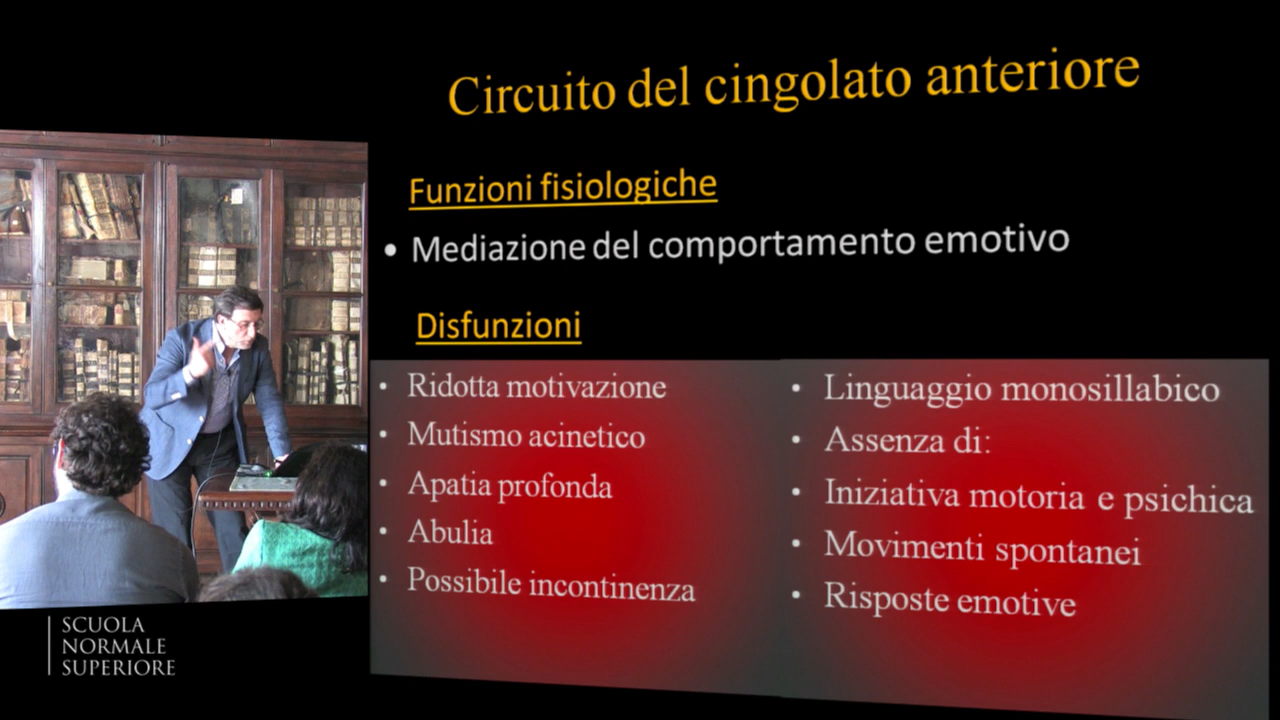 Circuito del cingolato anteriore
Funzioni fisiologiche
• Mediazione del comportamento emotivo
Disfunzioni
• Ridotta motivazione
• Mutismo acinetico
• Apatia profonda
• Abulia
• Possibile incontinenza
• Linguaggio monosillabico
• Assenza di:
• Iniziativa motoria e psichica
• Movimenti spontanei
• Risposte emotive
SCUOLA
NORMALE
SUPERIORE